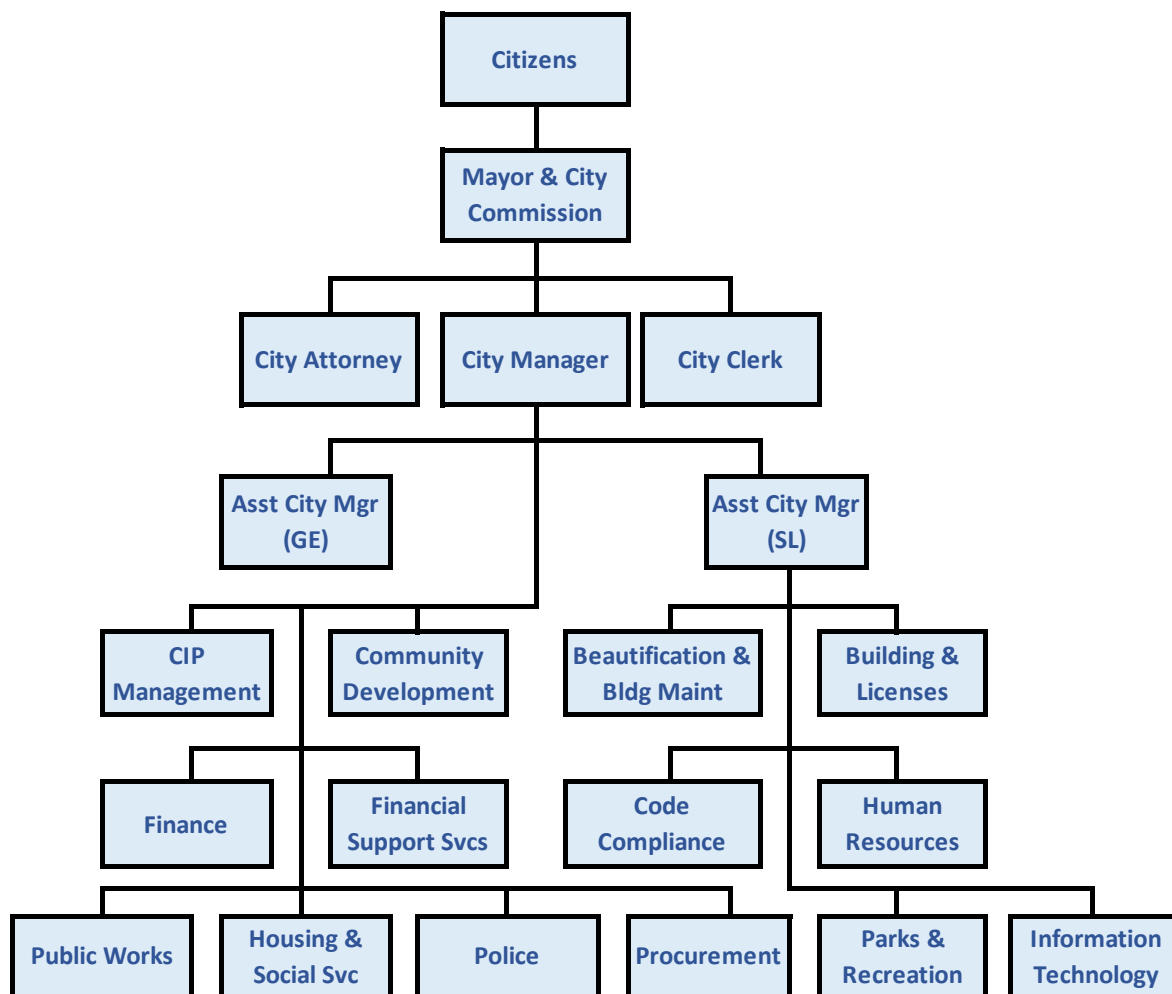 Citizens
Mayor & City
Commission
City Attorney
City Manager
City Clerk
Asst City Mgr
(GE)
Asst City Mgr
(SL)
CIP
Management
Community
Development
Beautification &
Bldg Maint
Building &
Licenses
Finance
Financial
Support Svcs
Code
Compliance
Human
Resources
Public Works
Housing &
Social Svc
Police
Procurement
Parks &
Recreation
Information
Technology